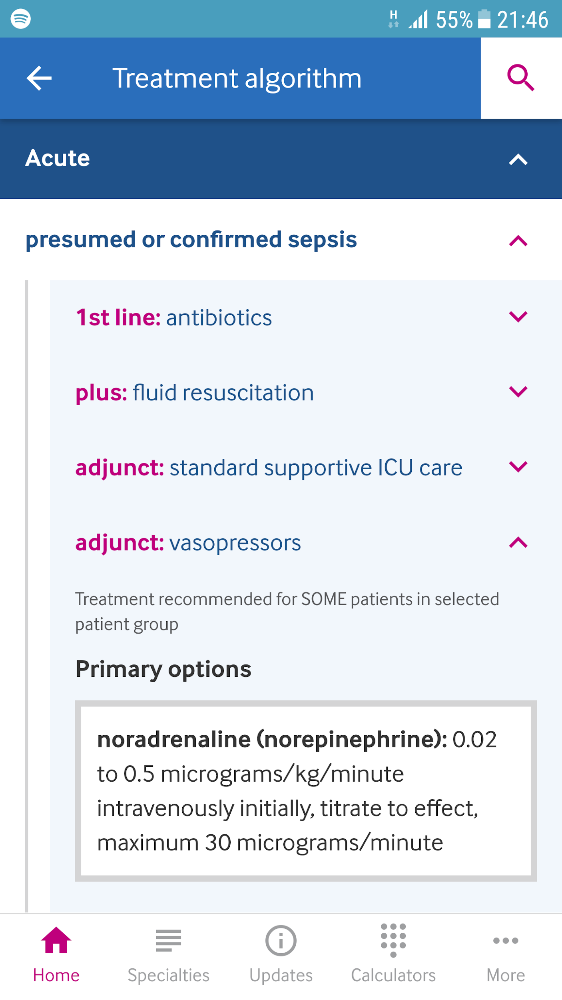 H 55% 21:46
Treatment algorithm
Acute
presumed or confirmed sepsis
1st line: antibiotics
plus: fluid resuscitation
adjunct: standard supportive ICU care
adjunct: vasopressors
Treatment recommended for SOME patients in selected
patient group
Primary options
noradrenaline (norepinephrine): 0.02
to 0.5 micrograms/kg/minute
intravenously initially, titrate to effect,
maximum 30 micrograms/minute
Home Specialties Updates Calculators More